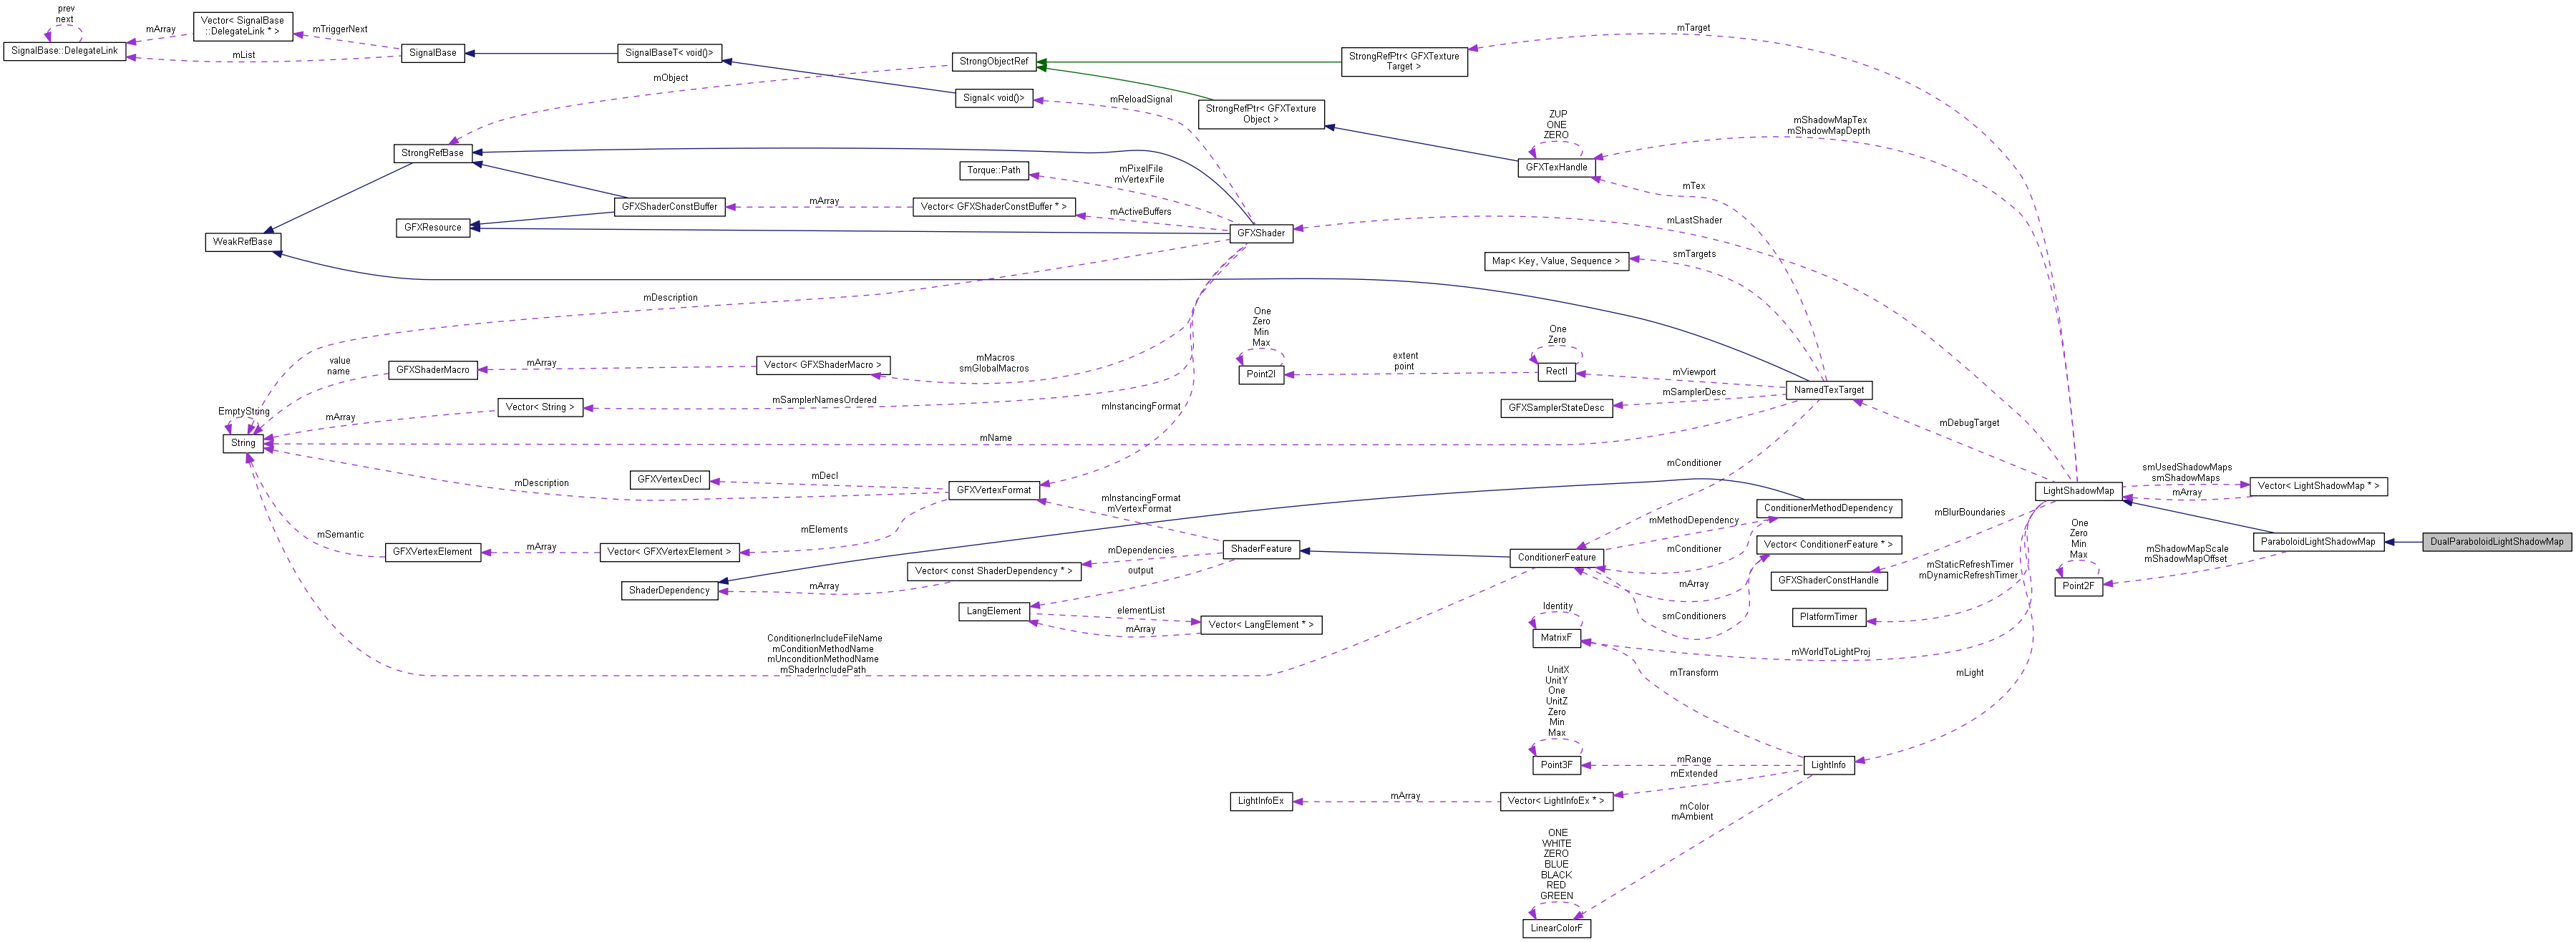 prev
next
SignalBase::DelegateLink
mArray
mList
Vector< SignalBase
::DelegateLink * >
mTriggerNext
SignalBase
SignalBaseT< void()>
mObject
StrongObjectRef
Signal< void()>
mReloadSignal
StrongRefPtr< GFXTexture
Target >
mTarget
StrongRefPtr< GFXTexture
Object >
ZUP
ONE
ZERO
GFXTexHandle
mShadowMapTex
mShadowMapDepth
StrongRefBase
Torque::Path
mPixelFile
mVertexFile
mTex
GFXShaderConstBuffer
mArray
Vector< GFXShaderConstBuffer * >
mActiveBuffers
GFXResource
WeakRefBase
GFXShader
mLastShader
Map< Key, Value, Sequence >
smTargets
mDescription
One
Zero
Min
Max
Point2I
extent
point
One
Zero
RectI
mViewport
NamedTexTarget
mSamplerDesc
GFXSamplerStateDesc
value
name
GFXShaderMacro
mArray
Vector< GFXShaderMacro >
mMacros
smGlobalMacros
mSamplerNamesOrdered
mInstancingFormat
EmptyString
String
mArray
Vector< String >
mName
mDebugTarget
mConditioner
GFXVertexDecl
mDecl
mDescription
GFXVertexFormat
mInstancingFormat
mVertexFormat
mElements
mSemantic
GFXVertexElement
mArray
Vector< GFXVertexElement >
ShaderDependency
mArray
Vector< const ShaderDependency * >
mDependencies
output
ShaderFeature
LangElement
elementList
mArray
Vector< LangElement * >
ConditionerFeature
mMethodDependency
mConditioner
ConditionerMethodDependency
Vector< ConditionerFeature * >
mArray
smConditioners
ConditionerIncludeFileName
mConditionMethodName
mUnconditionMethodName
mShaderIncludePath
LightShadowMap
smUsedShadowMaps
smShadowMaps
mArray
Vector< LightShadowMap * >
mBlurBoundaries
GFXShaderConstHandle
mStaticRefreshTimer
mDynamicRefreshTimer
PlatformTimer
One
Zero
Min
Max
Point2F
mShadowMapScale
mShadowMapOffset
ParaboloidLightShadowMap
DualParaboloidLightShadowMap
Identity
MatrixF
mWorldToLightProj
mTransform
mLight
UnitX
UnitY
One
UnitZ
Zero
Min
Max
Point3F
mRange
LightInfo
mExtended
LightInfoEx
mArray
Vector< LightInfoEx * >
mColor
mAmbient
ONE
WHITE
ZERO
BLUE
BLACK
RED
GREEN
LinearColorF